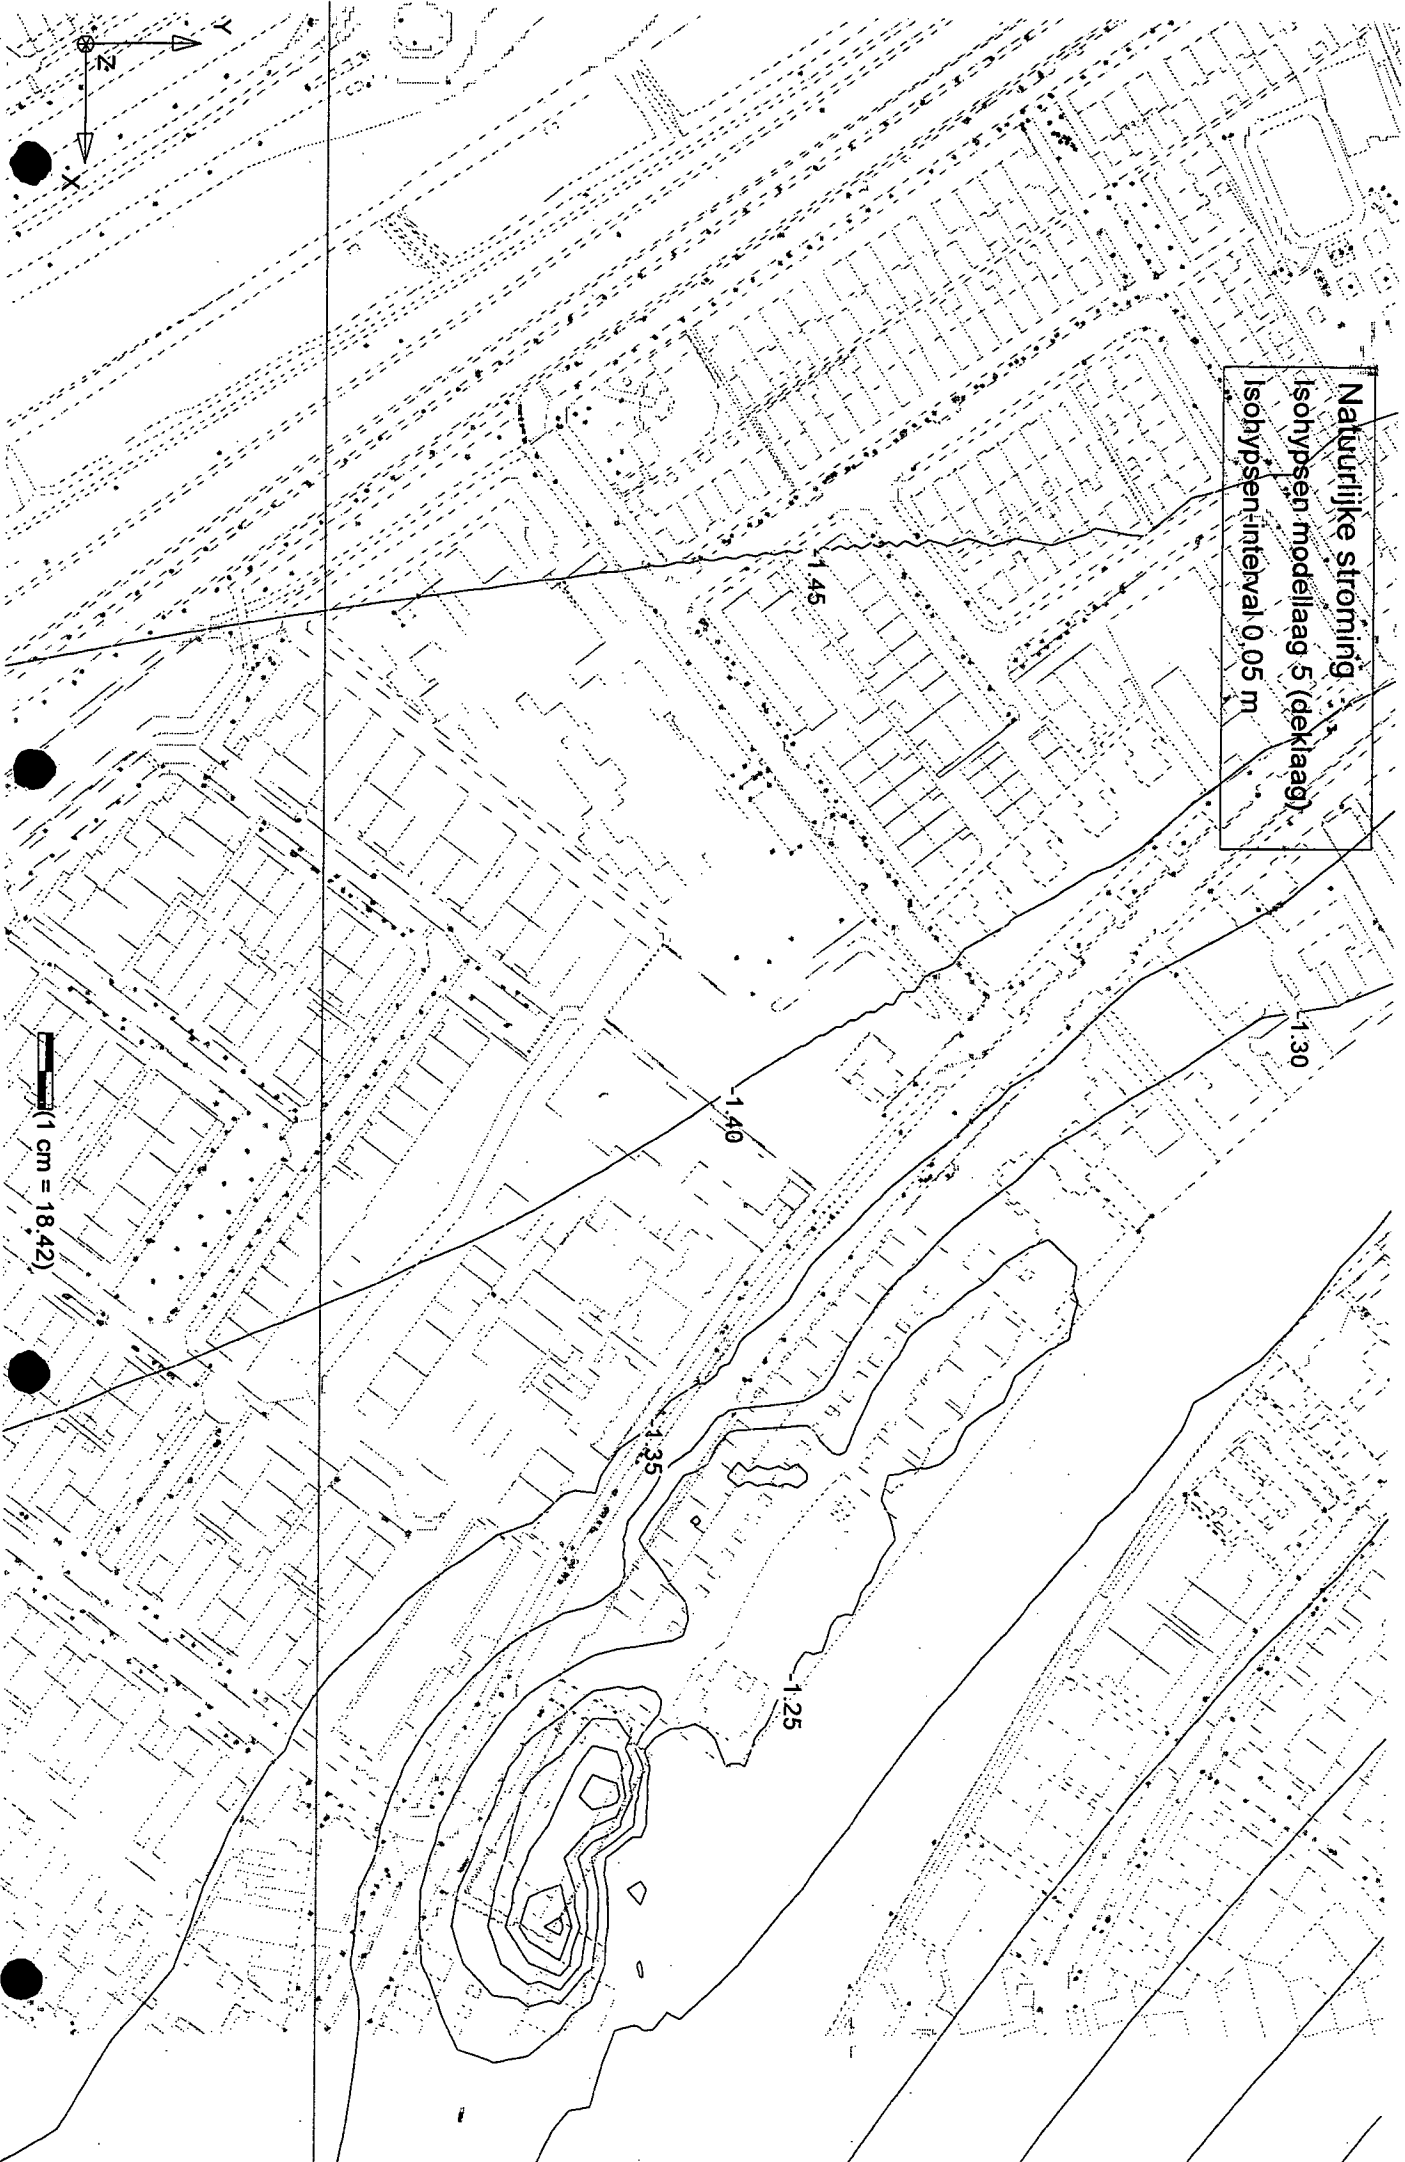 Natuurlijke stroming
Isohypsen modellaag 5 (deklaag)
Isohypsen-interval 0.05 m
Y
Z
X
-1.45
-1.30
-1.40
-1.35
-1.25
P
(1 cm = 18.42)